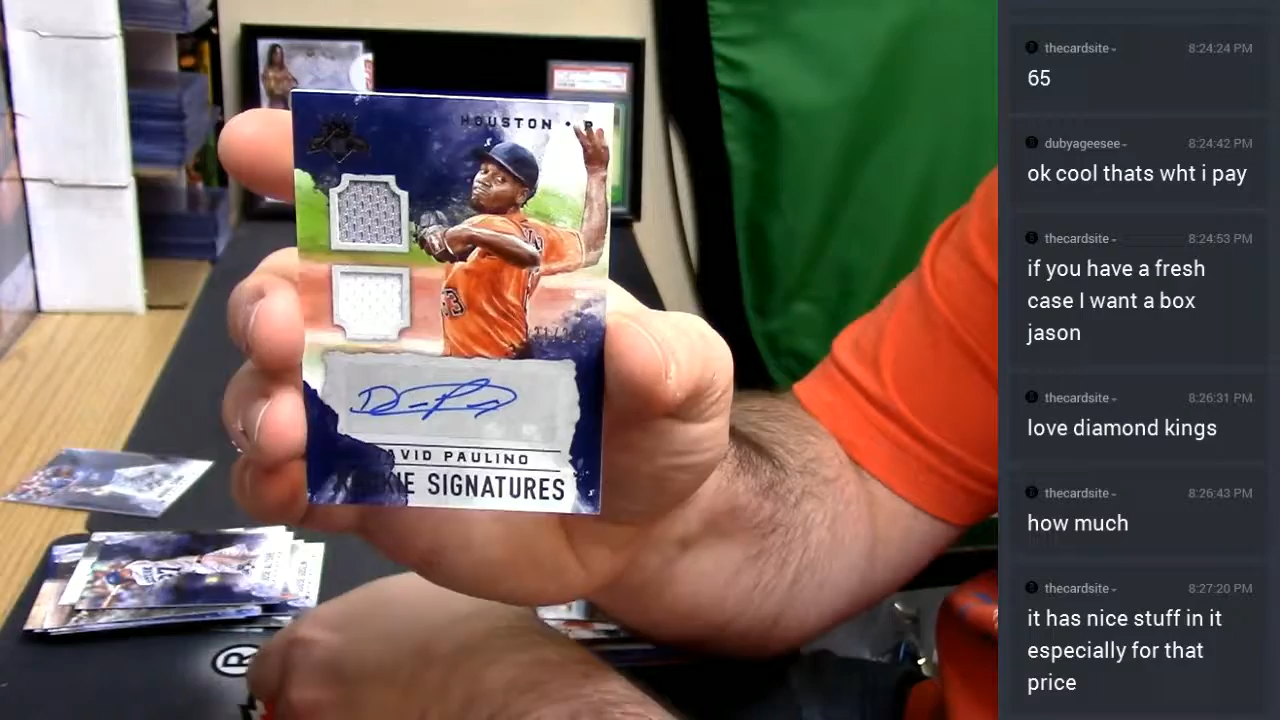 HOUSTON • P
53
DAVID PAULINO
ROOKIE SIGNATURES
®
thecardsite 8:24:24 PM
65
dubyageesee 8:24:42 PM
ok cool thats wht i pay
thecardsite 8:24:53 PM
if you have a fresh
case I want a box
jason
thecardsite 8:26:31 PM
love diamond kings
thecardsite 8:26:43 PM
how much
thecardsite 8:27:20 PM
it has nice stuff in it
especially for that
price